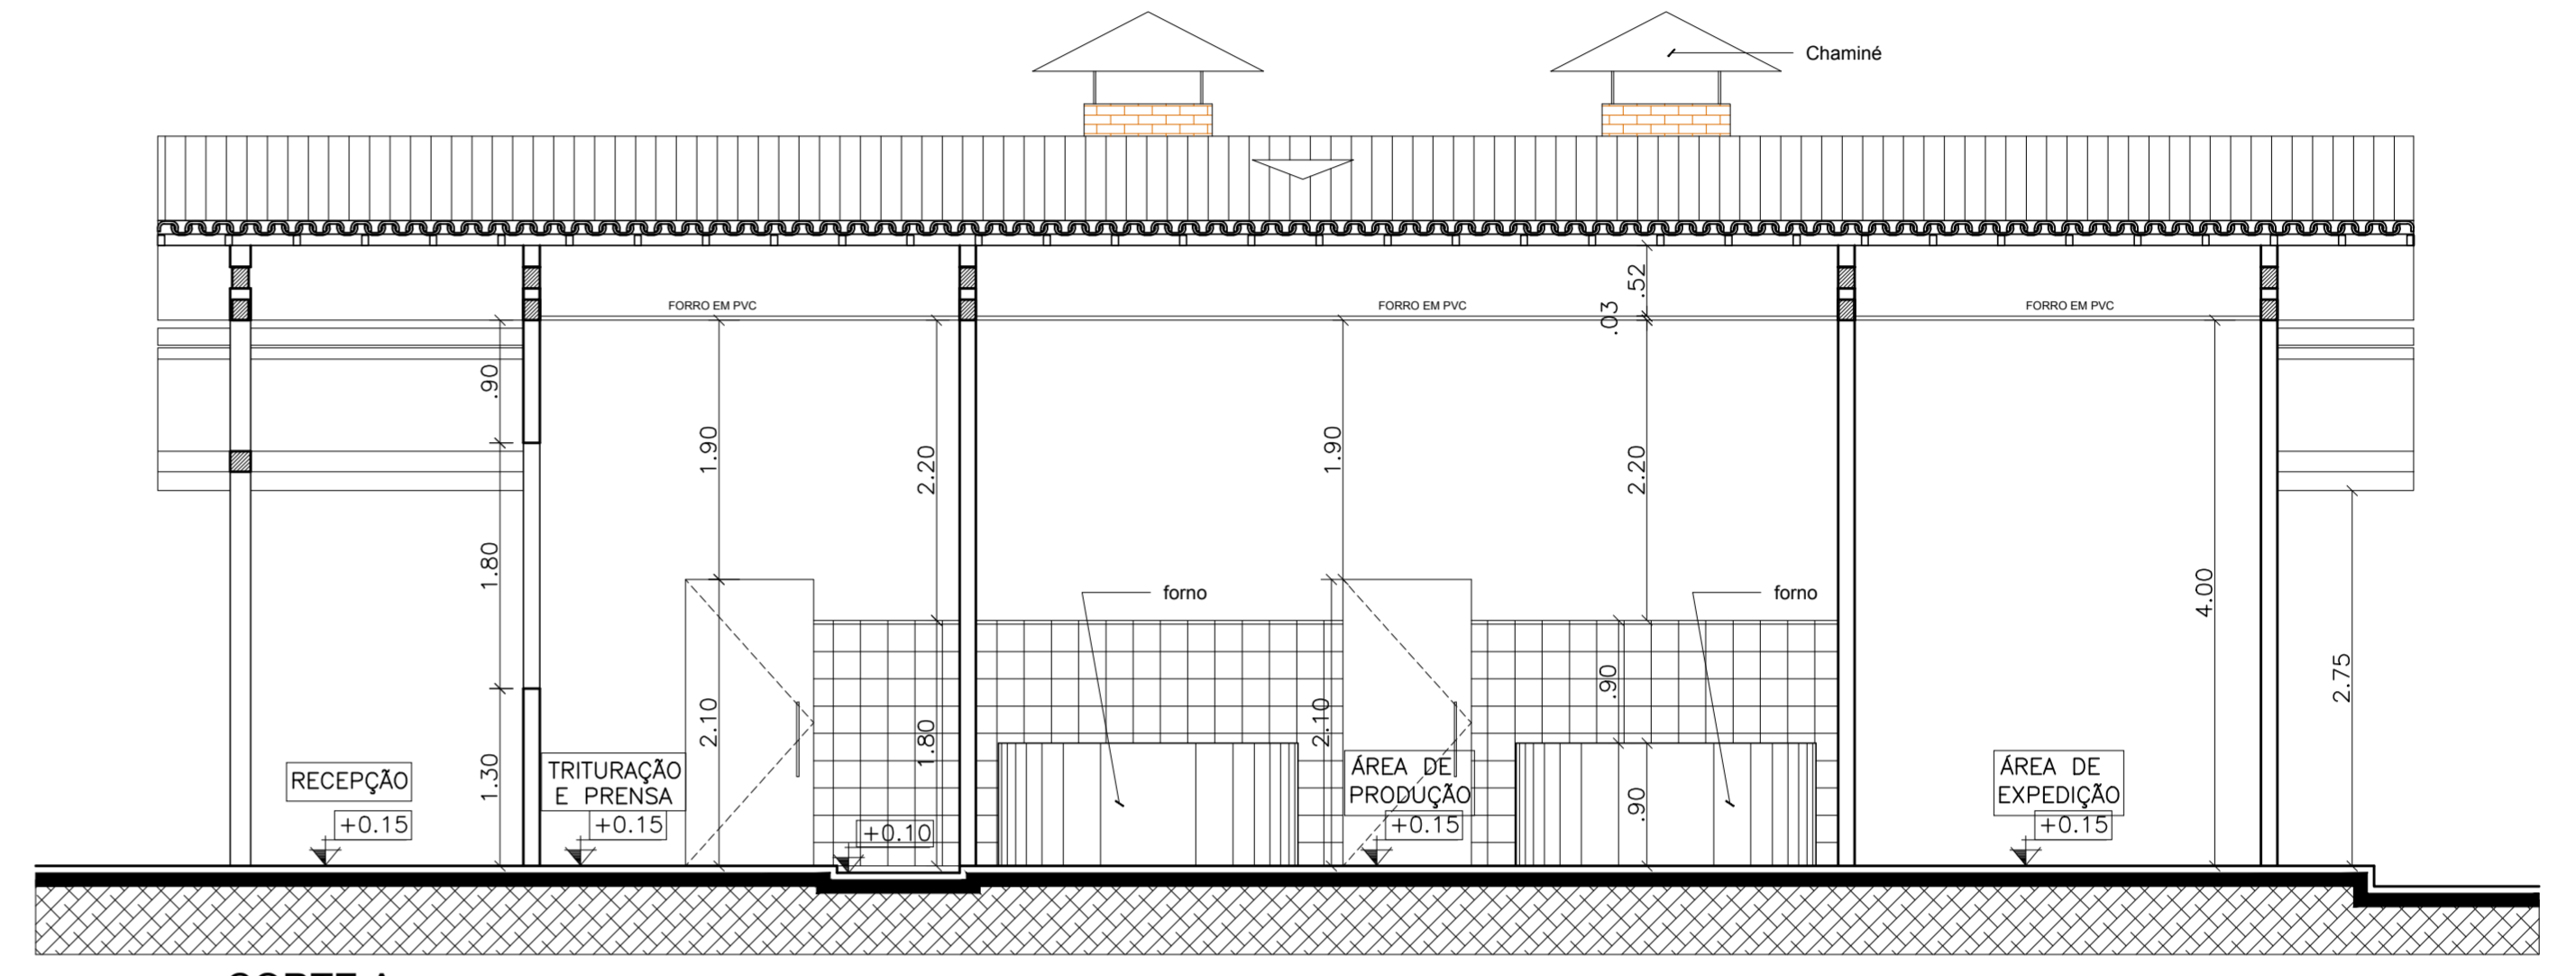 Chaminé
FORRO EM PVC
FORRO EM PVC
FORRO EM PVC
.52
.03
.90
1.90
2.20
1.90
2.20
1.80
4.00
2.75
forno
forno
2.10
1.80
2.10
.90
.90
1.30
RECEPÇÃO
+0.15
TRITURAÇÃO
E PRENSA
+0.15
+0.10
ÁREA DE
PRODUÇÃO
+0.15
ÁREA DE
EXPEDIÇÃO
+0.15